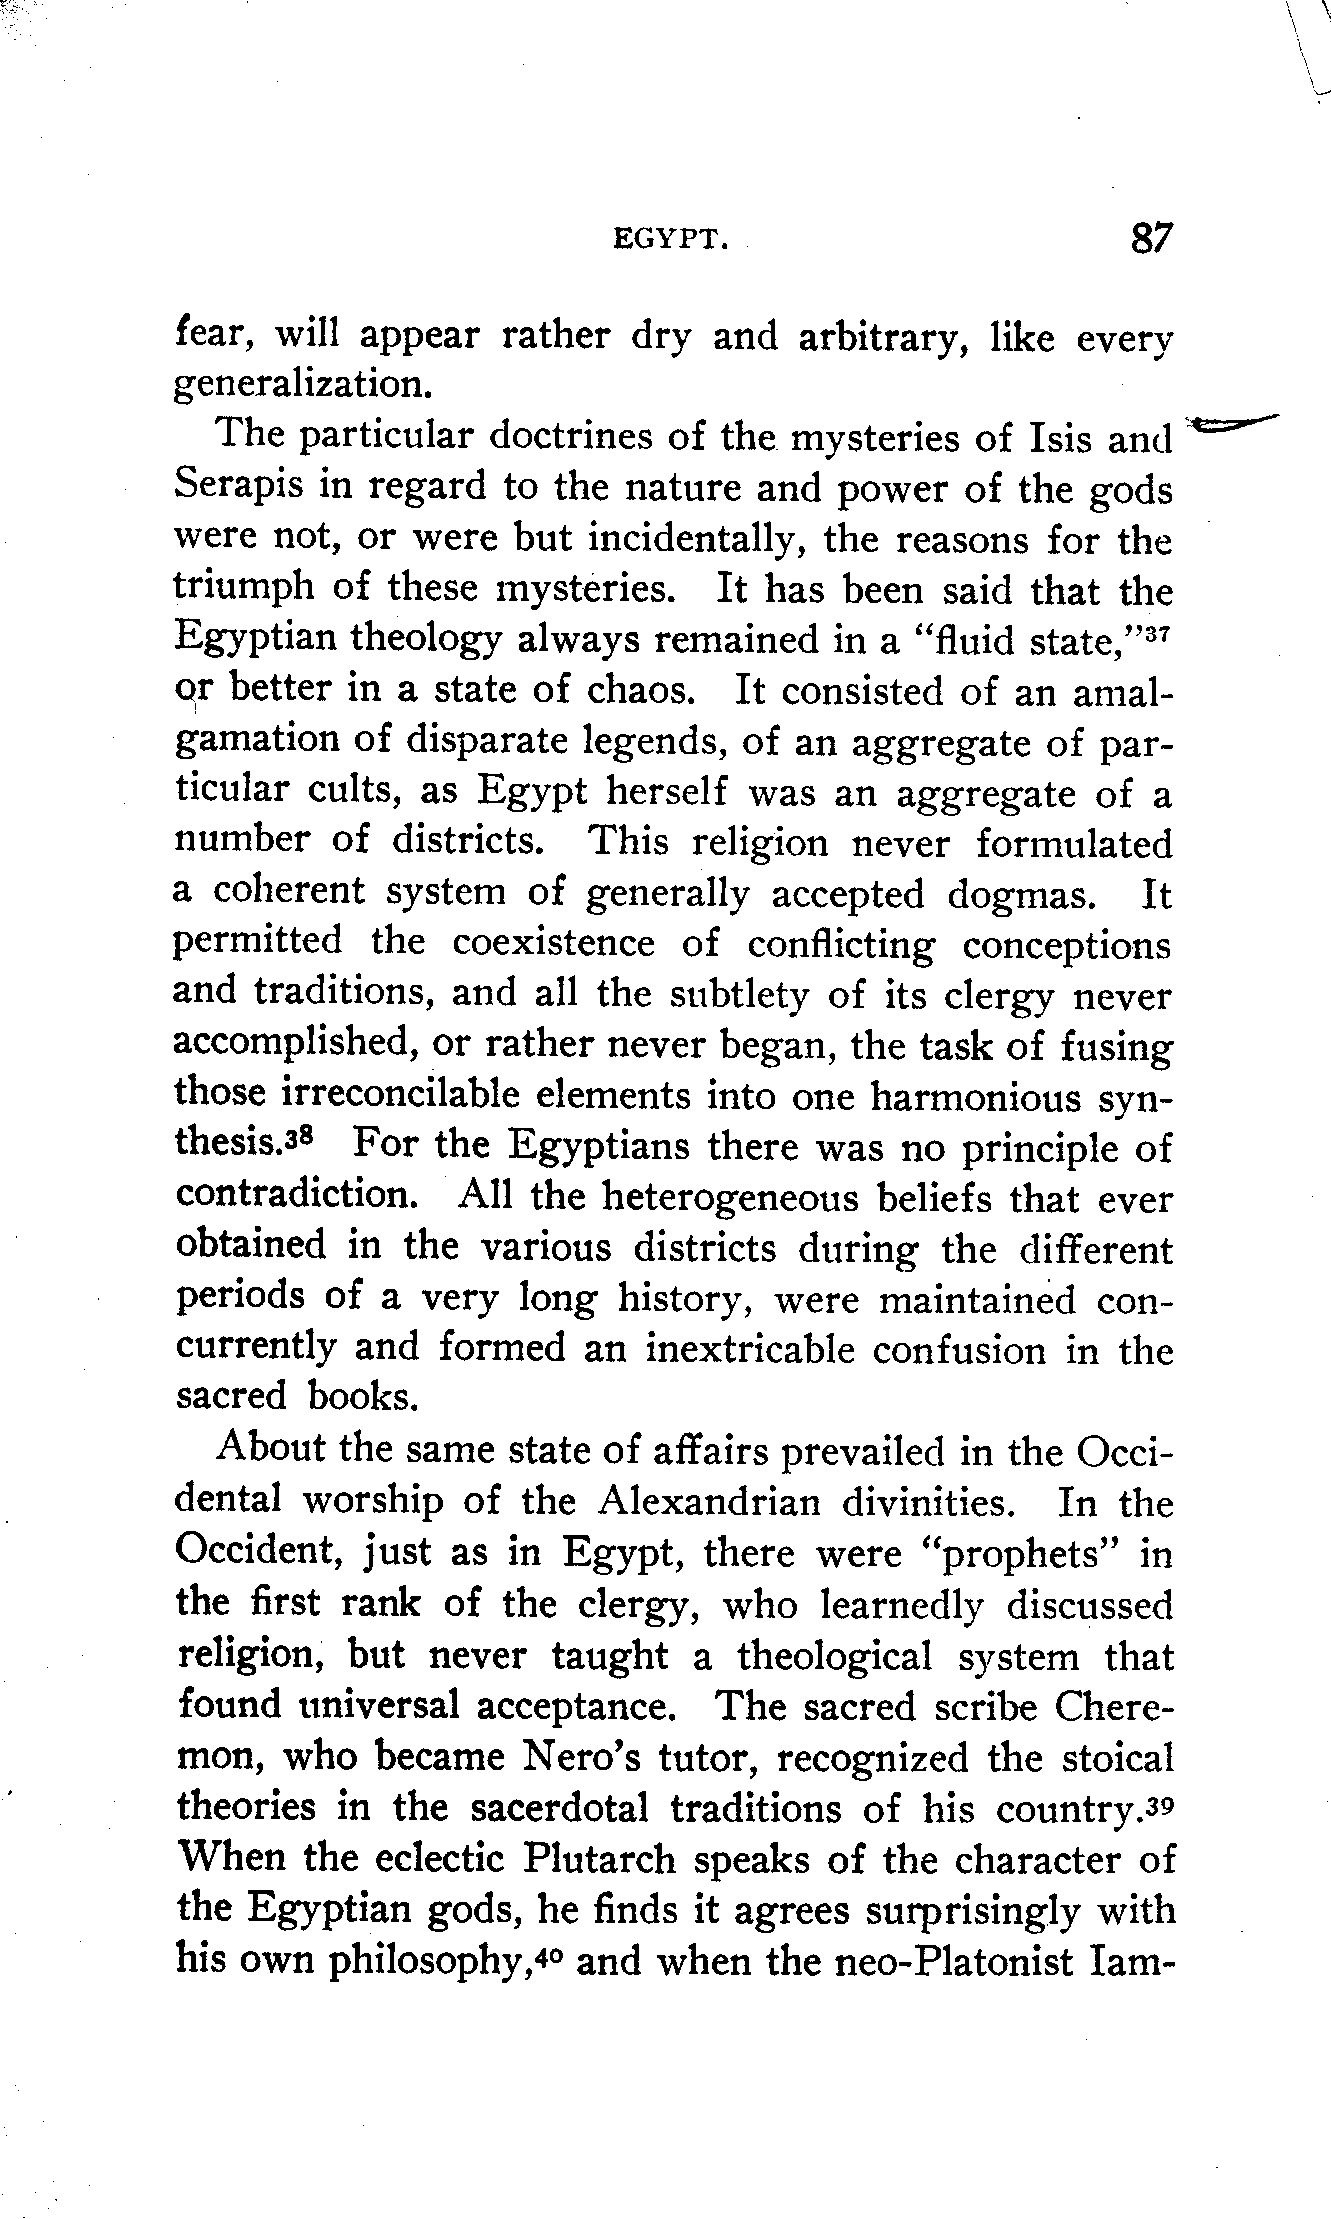 EGYPT. 87
fear, will appear rather dry and arbitrary, like every
generalization.
The particular doctrines of the mysteries of Isis and
Serapis in regard to the nature and power of the gods
were not, or were but incidentally, the reasons for the
triumph of these mysteries. It has been said that the
Egyptian theology always remained in a “fluid state,”³⁷
or better in a state of chaos. It consisted of an amal-
gamation of disparate legends, of an aggregate of par-
ticular cults, as Egypt herself was an aggregate of a
number of districts. This religion never formulated
a coherent system of generally accepted dogmas. It
permitted the coexistence of conflicting conceptions
and traditions, and all the subtlety of its clergy never
accomplished, or rather never began, the task of fusing
those irreconcilable elements into one harmonious syn-
thesis.³⁸ For the Egyptians there was no principle of
contradiction. All the heterogeneous beliefs that ever
obtained in the various districts during the different
periods of a very long history, were maintained con-
currently and formed an inextricable confusion in the
sacred books.
About the same state of affairs prevailed in the Occi-
dental worship of the Alexandrian divinities. In the
Occident, just as in Egypt, there were “prophets” in
the first rank of the clergy, who learnedly discussed
religion, but never taught a theological system that
found universal acceptance. The sacred scribe Chere-
mon, who became Nero’s tutor, recognized the stoical
theories in the sacerdotal traditions of his country.³⁹
When the eclectic Plutarch speaks of the character of
the Egyptian gods, he finds it agrees surprisingly with
his own philosophy,⁴⁰ and when the neo-Platonist Iam-